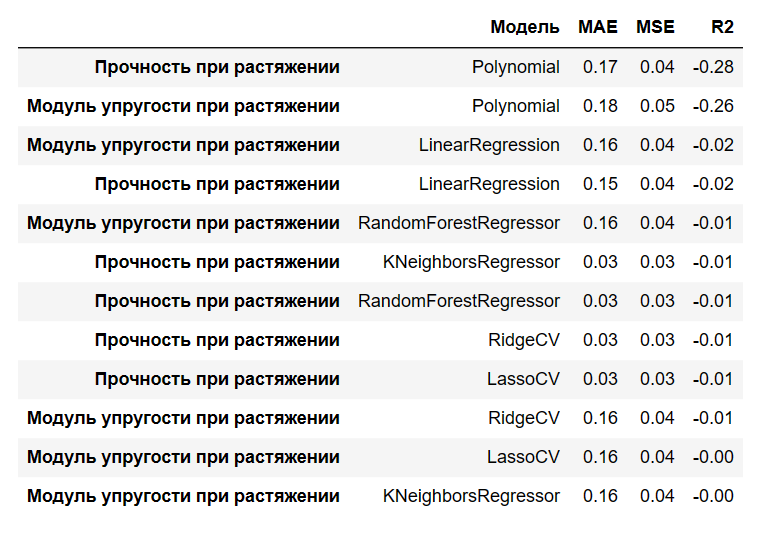 Модель MAE MSE R2
Прочность при растяжении Polynomial 0.17 0.04 -0.28
Модуль упругости при растяжении Polynomial 0.18 0.05 -0.26
Модуль упругости при растяжении LinearRegression 0.16 0.04 -0.02
Прочность при растяжении LinearRegression 0.15 0.04 -0.02
Модуль упругости при растяжении RandomForestRegressor 0.16 0.04 -0.01
Прочность при растяжении KNeighborsRegressor 0.03 0.03 -0.01
Прочность при растяжении RandomForestRegressor 0.03 0.03 -0.01
Прочность при растяжении RidgeCV 0.03 0.03 -0.01
Прочность при растяжении LassoCV 0.03 0.03 -0.01
Модуль упругости при растяжении RidgeCV 0.16 0.04 -0.01
Модуль упругости при растяжении LassoCV 0.16 0.04 -0.00
Модуль упругости при растяжении KNeighborsRegressor 0.16 0.04 -0.00